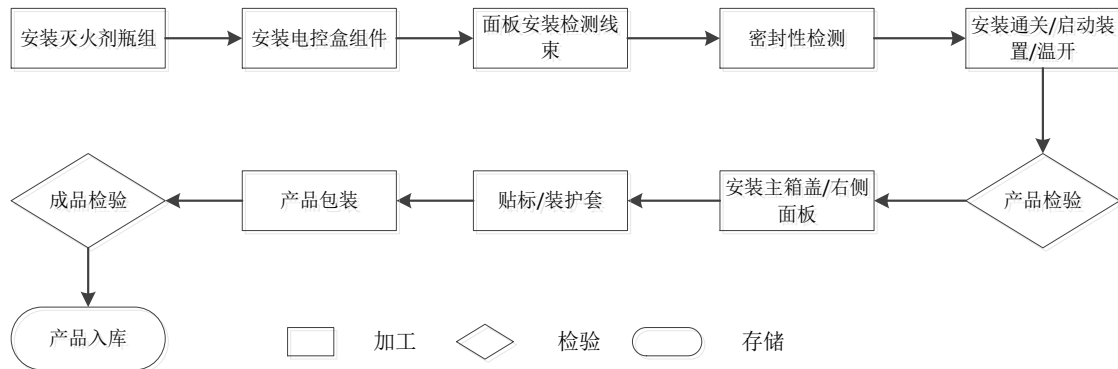 安装灭火剂瓶组
安装电控盒组件
面板安装检测线
束
密封性检测
安装通关/启动装
置/温开
产品检验
安装主箱盖/右侧
面板
贴标/装护套
产品包装
成品检验
产品入库
加工
检验
存储